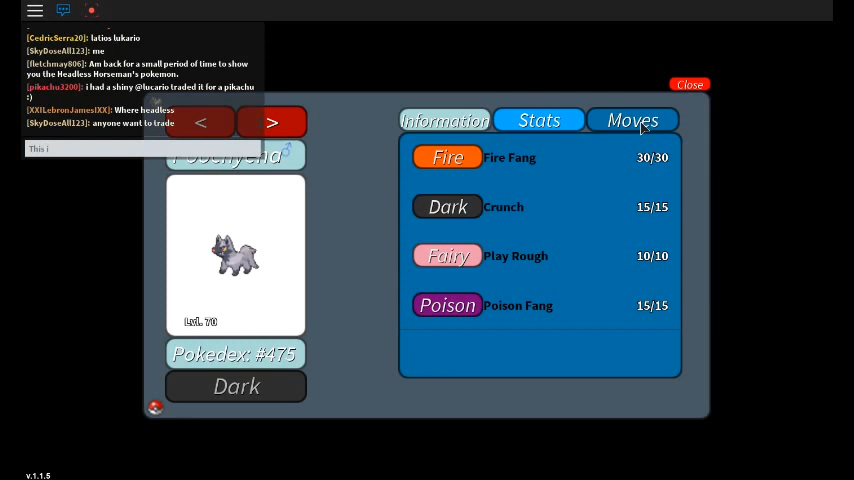 [CedricSerra20]: latios lukario
[SkyDoseAll123]: me
[fletchmay806]: Am back for a small period of time to show
you the Headless Horseman's pokemon.
[pikachu3200]: i had a shiny @lucario traded it for a pikachu
:)
[XXILebronJamesIXX]: Where headless
[SkyDoseAll123]: anyone want to trade
This i
Close
< >
Poochyena♂
Lvl. 70
Pokedex: #475
Dark
Information Stats Moves
Fire Fire Fang 30/30
Dark Crunch 15/15
Fairy Play Rough 10/10
Poison Poison Fang 15/15
v.1.1.5